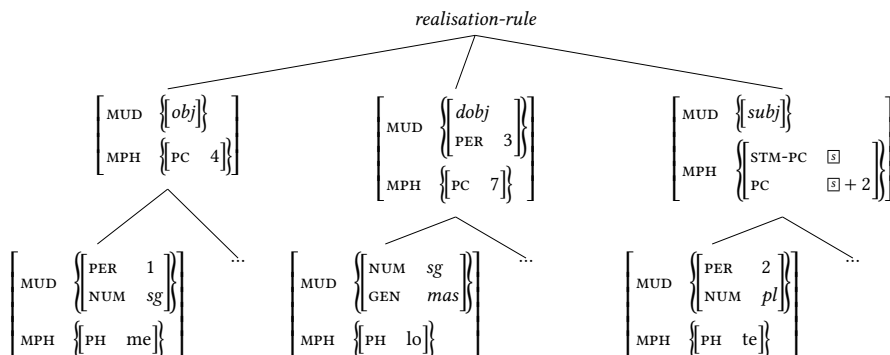 realisation-rule
[MUD {[obj]}
MPH {[PC 4]}]
[MUD {[dobj
PER 3]}
MPH {[PC 7]}]
[MUD {[subj]}
MPH {[STM-PC s
PC s + 2]}]
[MUD {[PER 1
NUM sg]}
MPH {[PH me]}]
...
[MUD {[NUM sg
GEN mas]}
MPH {[PH lo]}]
...
[MUD {[PER 2
NUM pl]}
MPH {[PH te]}]
...